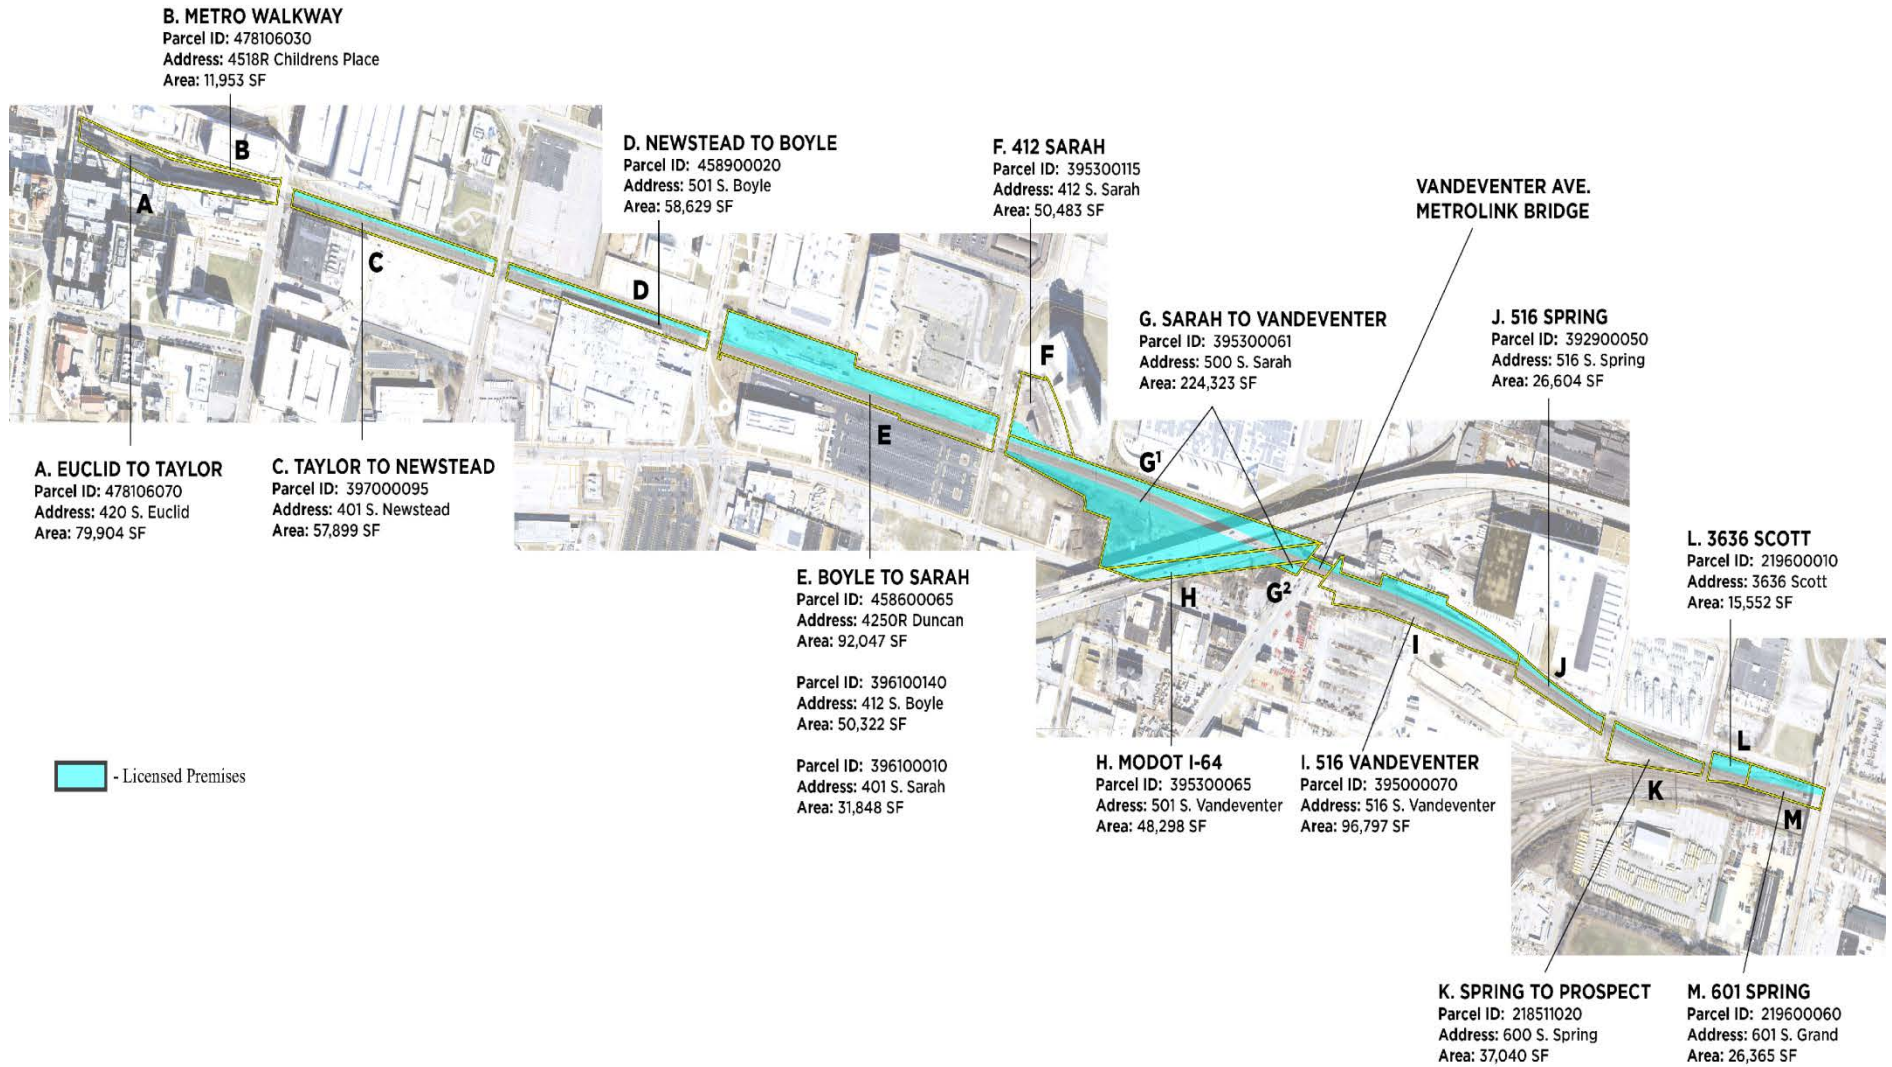 B. METRO WALKWAY
Parcel ID: 478106030
Address: 4518R Childrens Place
Area: 11,953 SF
D. NEWSTEAD TO BOYLE
Parcel ID: 458900020
Address: 501 S. Boyle
Area: 58,629 SF
F. 412 SARAH
Parcel ID: 395300115
Address: 412 S. Sarah
Area: 50,483 SF
VANDEVENTER AVE.
METROLINK BRIDGE
G. SARAH TO VANDEVENTER
Parcel ID: 395300061
Address: 500 S. Sarah
Area: 224,323 SF
J. 516 SPRING
Parcel ID: 392900050
Address: 516 S. Spring
Area: 26,604 SF
L. 3636 SCOTT
Parcel ID: 219600010
Address: 3636 Scott
Area: 15,552 SF
A
B
C
D
E
F
G¹
G²
H
I
J
K
L
M
A. EUCLID TO TAYLOR
Parcel ID: 478106070
Address: 420 S. Euclid
Area: 79,904 SF
C. TAYLOR TO NEWSTEAD
Parcel ID: 397000095
Address: 401 S. Newstead
Area: 57,899 SF
E. BOYLE TO SARAH
Parcel ID: 458600065
Address: 4250R Duncan
Area: 92,047 SF
Parcel ID: 396100140
Address: 412 S. Boyle
Area: 50,322 SF
Parcel ID: 396100010
Address: 401 S. Sarah
Area: 31,848 SF
H. MODOT I-64
Parcel ID: 395300065
Adress: 501 S. Vandeventer
Area: 48,298 SF
I. 516 VANDEVENTER
Parcel ID: 395000070
Address: 516 S. Vandeventer
Area: 96,797 SF
K. SPRING TO PROSPECT
Parcel ID: 218511020
Address: 600 S. Spring
Area: 37,040 SF
M. 601 SPRING
Parcel ID: 219600060
Address: 601 S. Grand
Area: 26,365 SF
- Licensed Premises